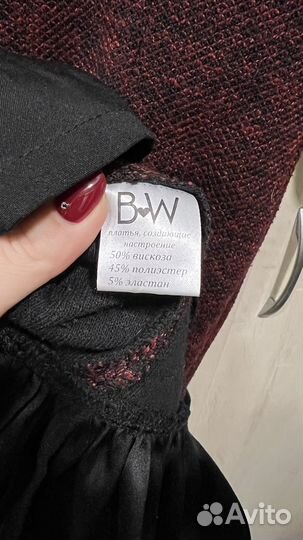 B♥W
платья, создающие
настроение
50% вискоза
45% полиэстер
5% эластан
Avito